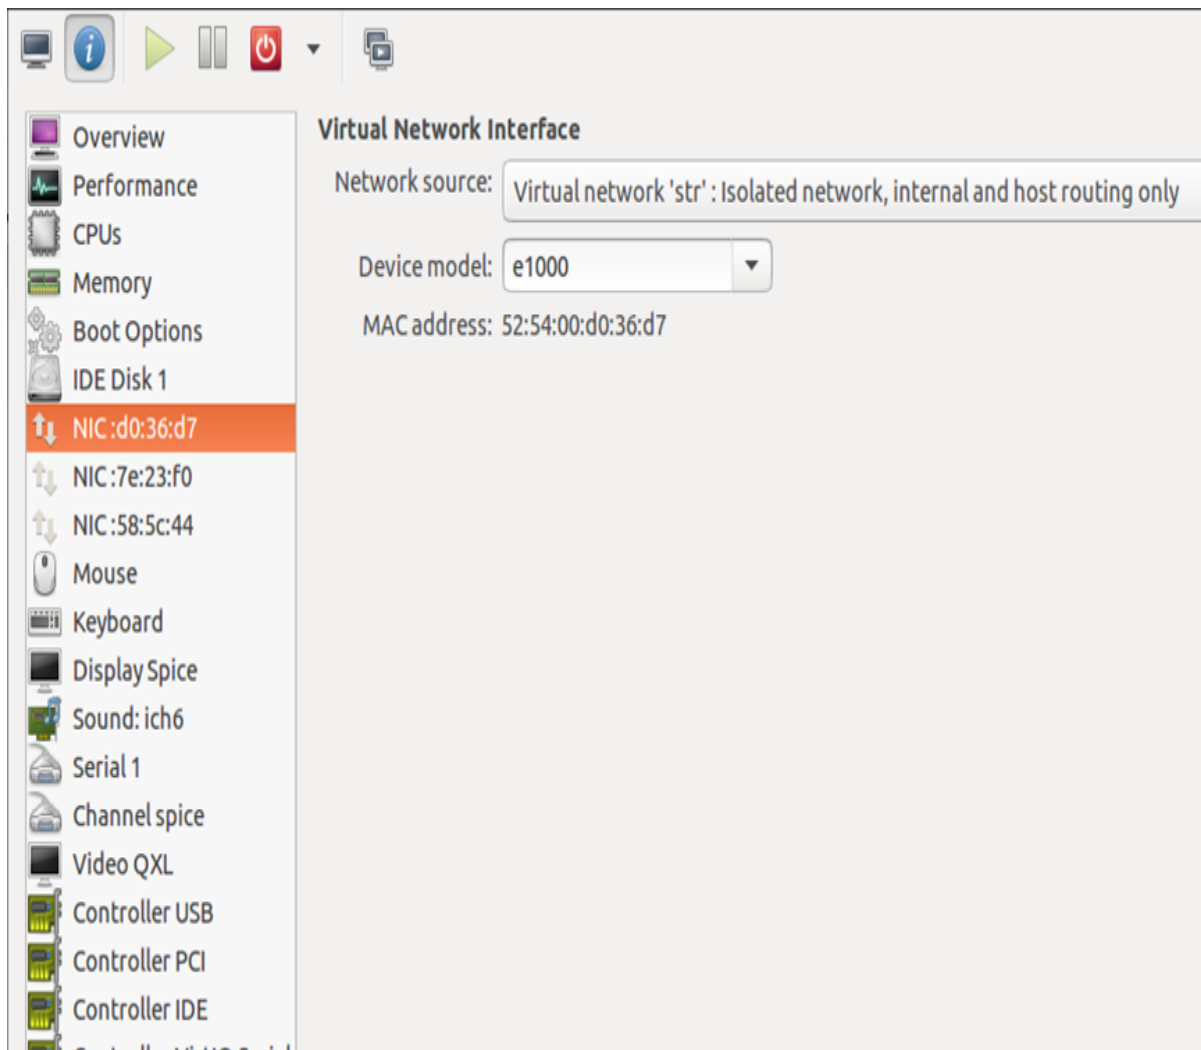 Overview
Performance
CPUs
Memory
Boot Options
IDE Disk 1
NIC :d0:36:d7
NIC :7e:23:f0
NIC :58:5c:44
Mouse
Keyboard
Display Spice
Sound: ich6
Serial 1
Channel spice
Video QXL
Controller USB
Controller PCI
Controller IDE
Virtual Network Interface
Network source: Virtual network 'str' : Isolated network, internal and host routing only
Device model: e1000
MAC address: 52:54:00:d0:36:d7